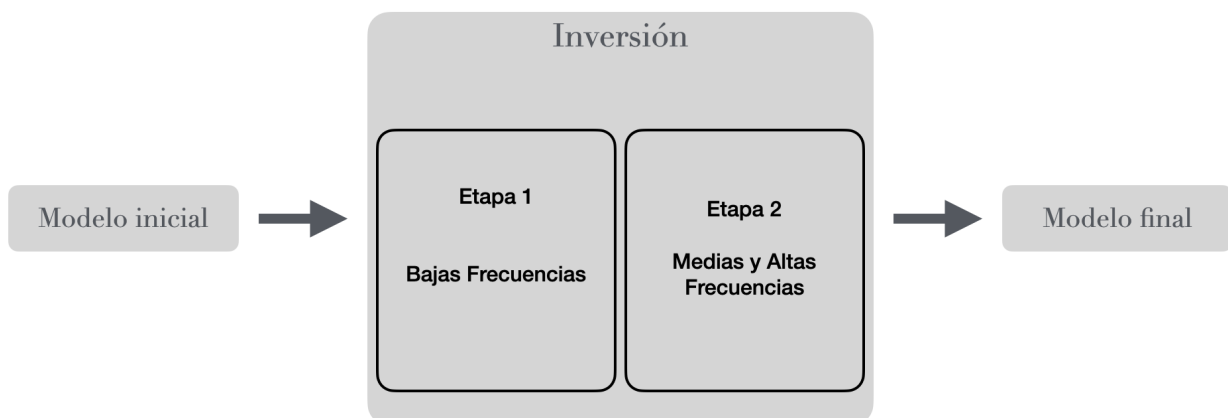 Inversión
Modelo inicial
Etapa 1
Bajas Frecuencias
Etapa 2
Medias y Altas
Frecuencias
Modelo final